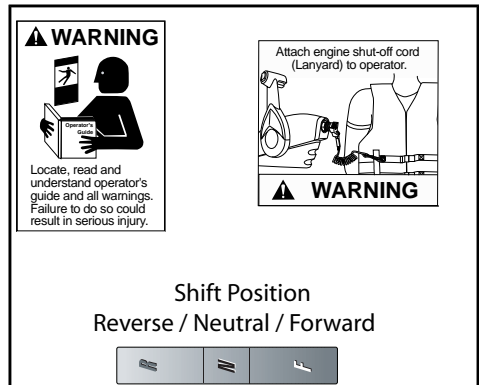 WARNING
Operator's
Guide
Locate, read and
understand operator's
guide and all warnings.
Failure to do so could
result in serious injury.
Attach engine shut-off cord
(Lanyard) to operator.
WARNING
Shift Position
Reverse / Neutral / Forward
R N F